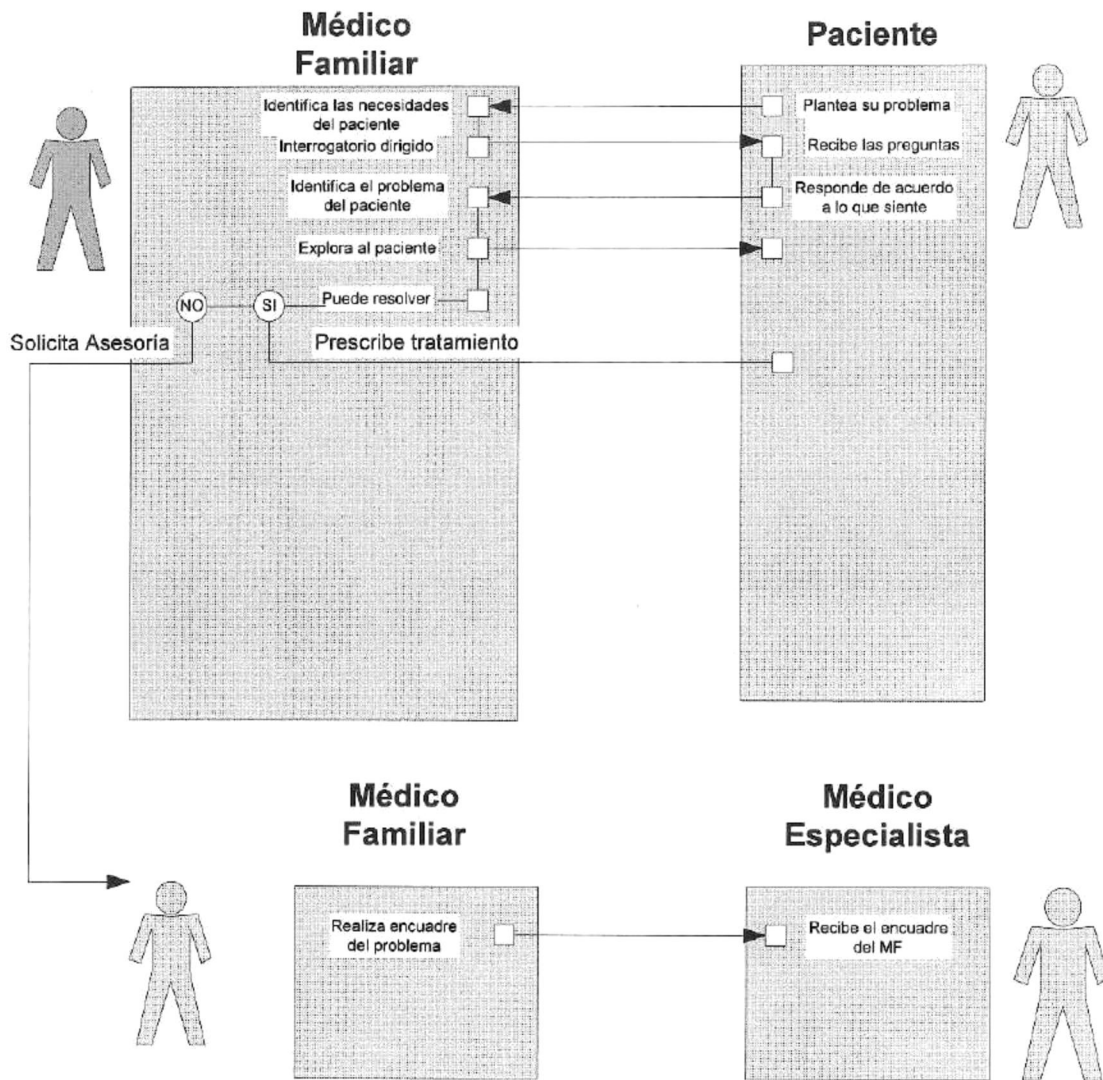 Médico
Familiar
Paciente
Identifica las necesidades
del paciente
Plantea su problema
Interrogatorio dirigido
Recibe las preguntas
Identifica el problema
del paciente
Responde de acuerdo
a lo que siente
Explora al paciente
NO
SI
Puede resolver
Solicita Asesoría
Prescribe tratamiento
Médico
Familiar
Médico
Especialista
Realiza encuadre
del problema
Recibe el encuadre
del MF